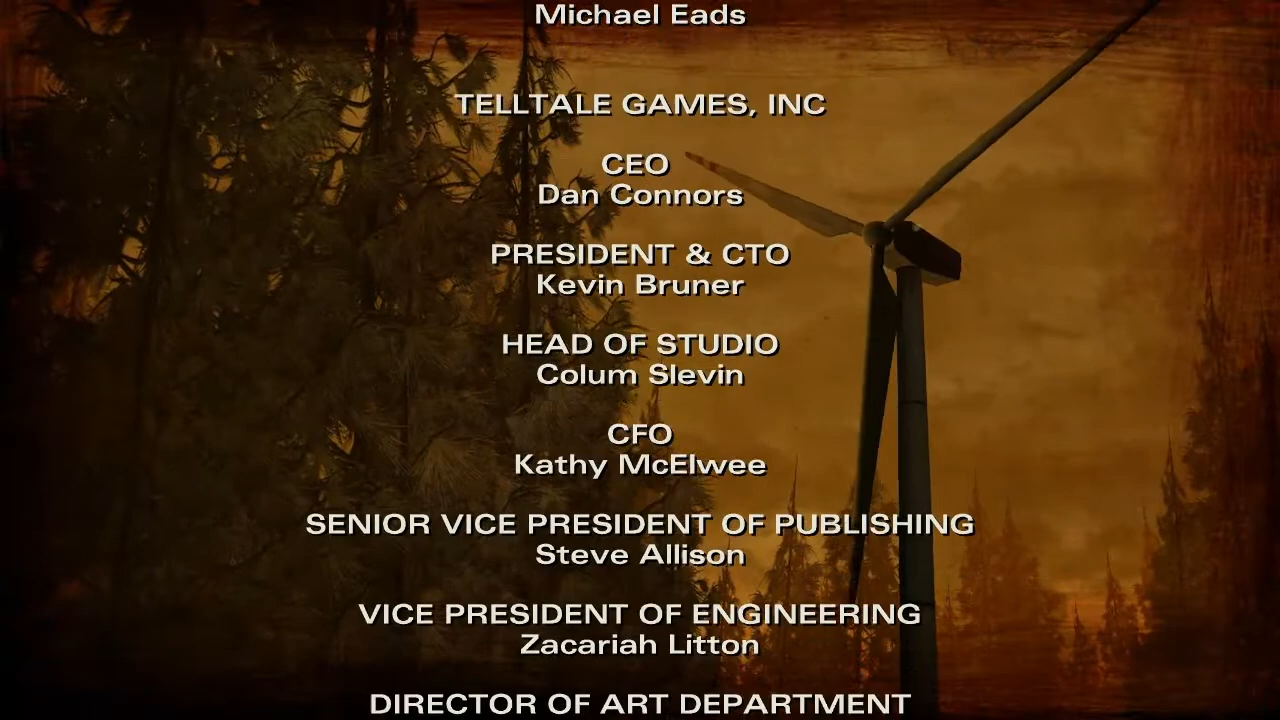 Michael Eads
TELLTALE GAMES, INC
CEO
Dan Connors
PRESIDENT & CTO
Kevin Bruner
HEAD OF STUDIO
Colum Slevin
CFO
Kathy McElwee
SENIOR VICE PRESIDENT OF PUBLISHING
Steve Allison
VICE PRESIDENT OF ENGINEERING
Zacariah Litton
DIRECTOR OF ART DEPARTMENT